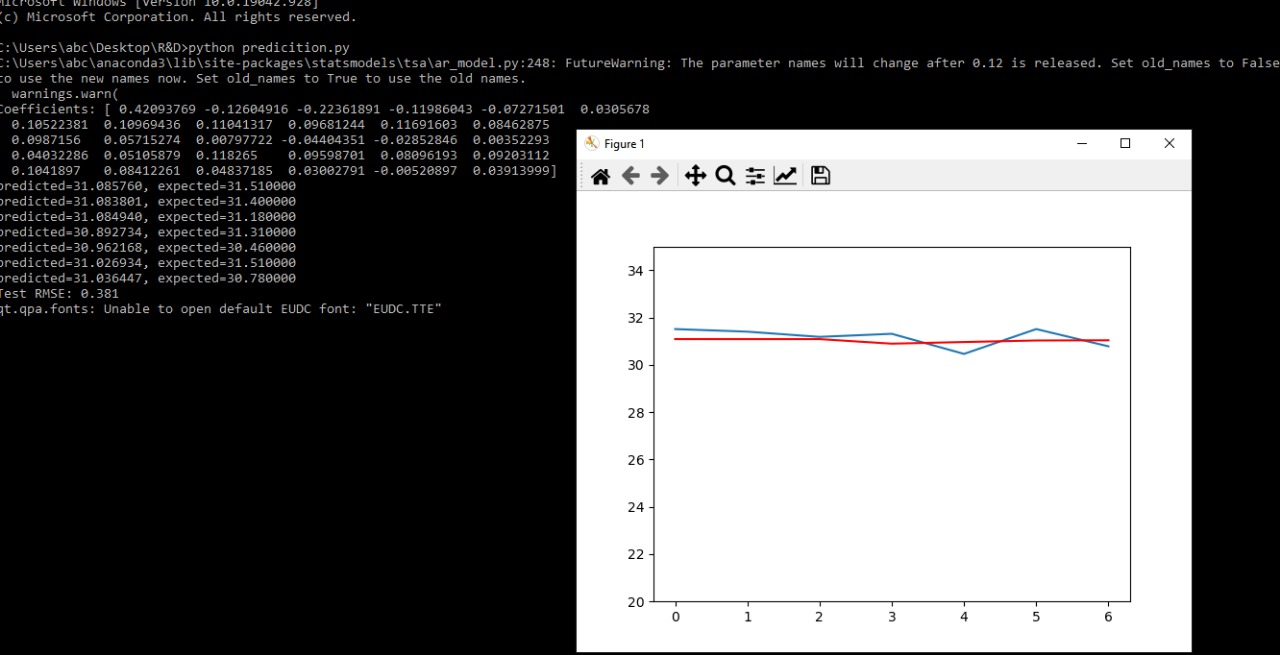 Microsoft Windows [Version 10.0.19042.928]
(c) Microsoft Corporation. All rights reserved.
C:\Users\abc\Desktop\R&D>python predicition.py
C:\Users\abc\anaconda3\lib\site-packages\statsmodels\tsa\ar_model.py:248: FutureWarning: The parameter names will change after 0.12 is released. Set old_names to False
to use the new names now. Set old_names to True to use the old names.
warnings.warn(
Coefficients: [ 0.42093769 -0.12604916 -0.22361891 -0.11986043 -0.07271501 0.0305678
0.10522381 0.10969436 0.11041317 0.09681244 0.11691603 0.08462875
0.0987156 0.05715274 0.00797722 -0.04404351 -0.02852846 0.00352293
0.04032286 0.05105879 0.118265 0.09598701 0.08096193 0.09203112
0.1041897 0.08412261 0.04837185 0.03002791 -0.00520897 0.03913999]
predicted=31.085760, expected=31.510000
predicted=31.083801, expected=31.400000
predicted=31.084940, expected=31.180000
predicted=30.892734, expected=31.310000
predicted=30.962168, expected=30.460000
predicted=31.026934, expected=31.510000
predicted=31.036447, expected=30.780000
Test RMSE: 0.381
qt.qpa.fonts: Unable to open default EUDC font: "EUDC.TTE"
Figure 1
34
32
30
28
26
24
22
20
0 1 2 3 4 5 6